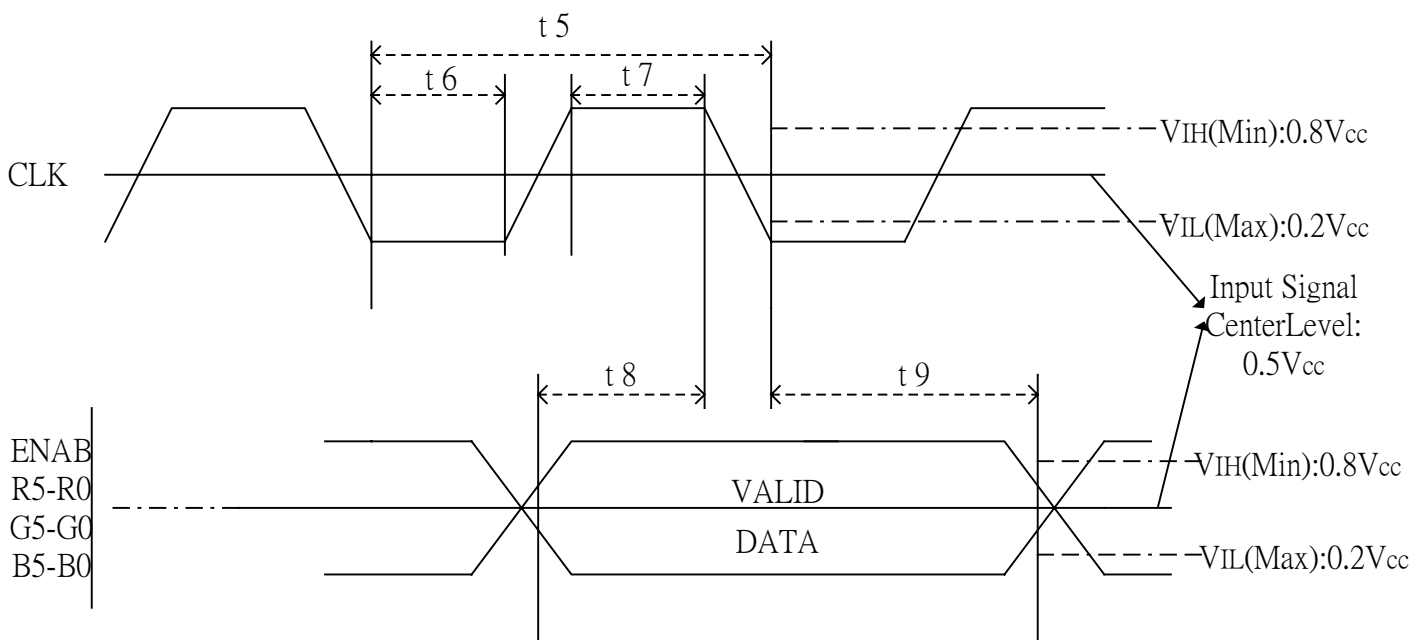 t 5
t 6
t 7
CLK
VIH(Min):0.8Vcc
VIL(Max):0.2Vcc
Input Signal
CenterLevel:
0.5Vcc
t 8
t 9
ENAB
R5-R0
G5-G0
B5-B0
VALID
DATA
VIH(Min):0.8Vcc
VIL(Max):0.2Vcc